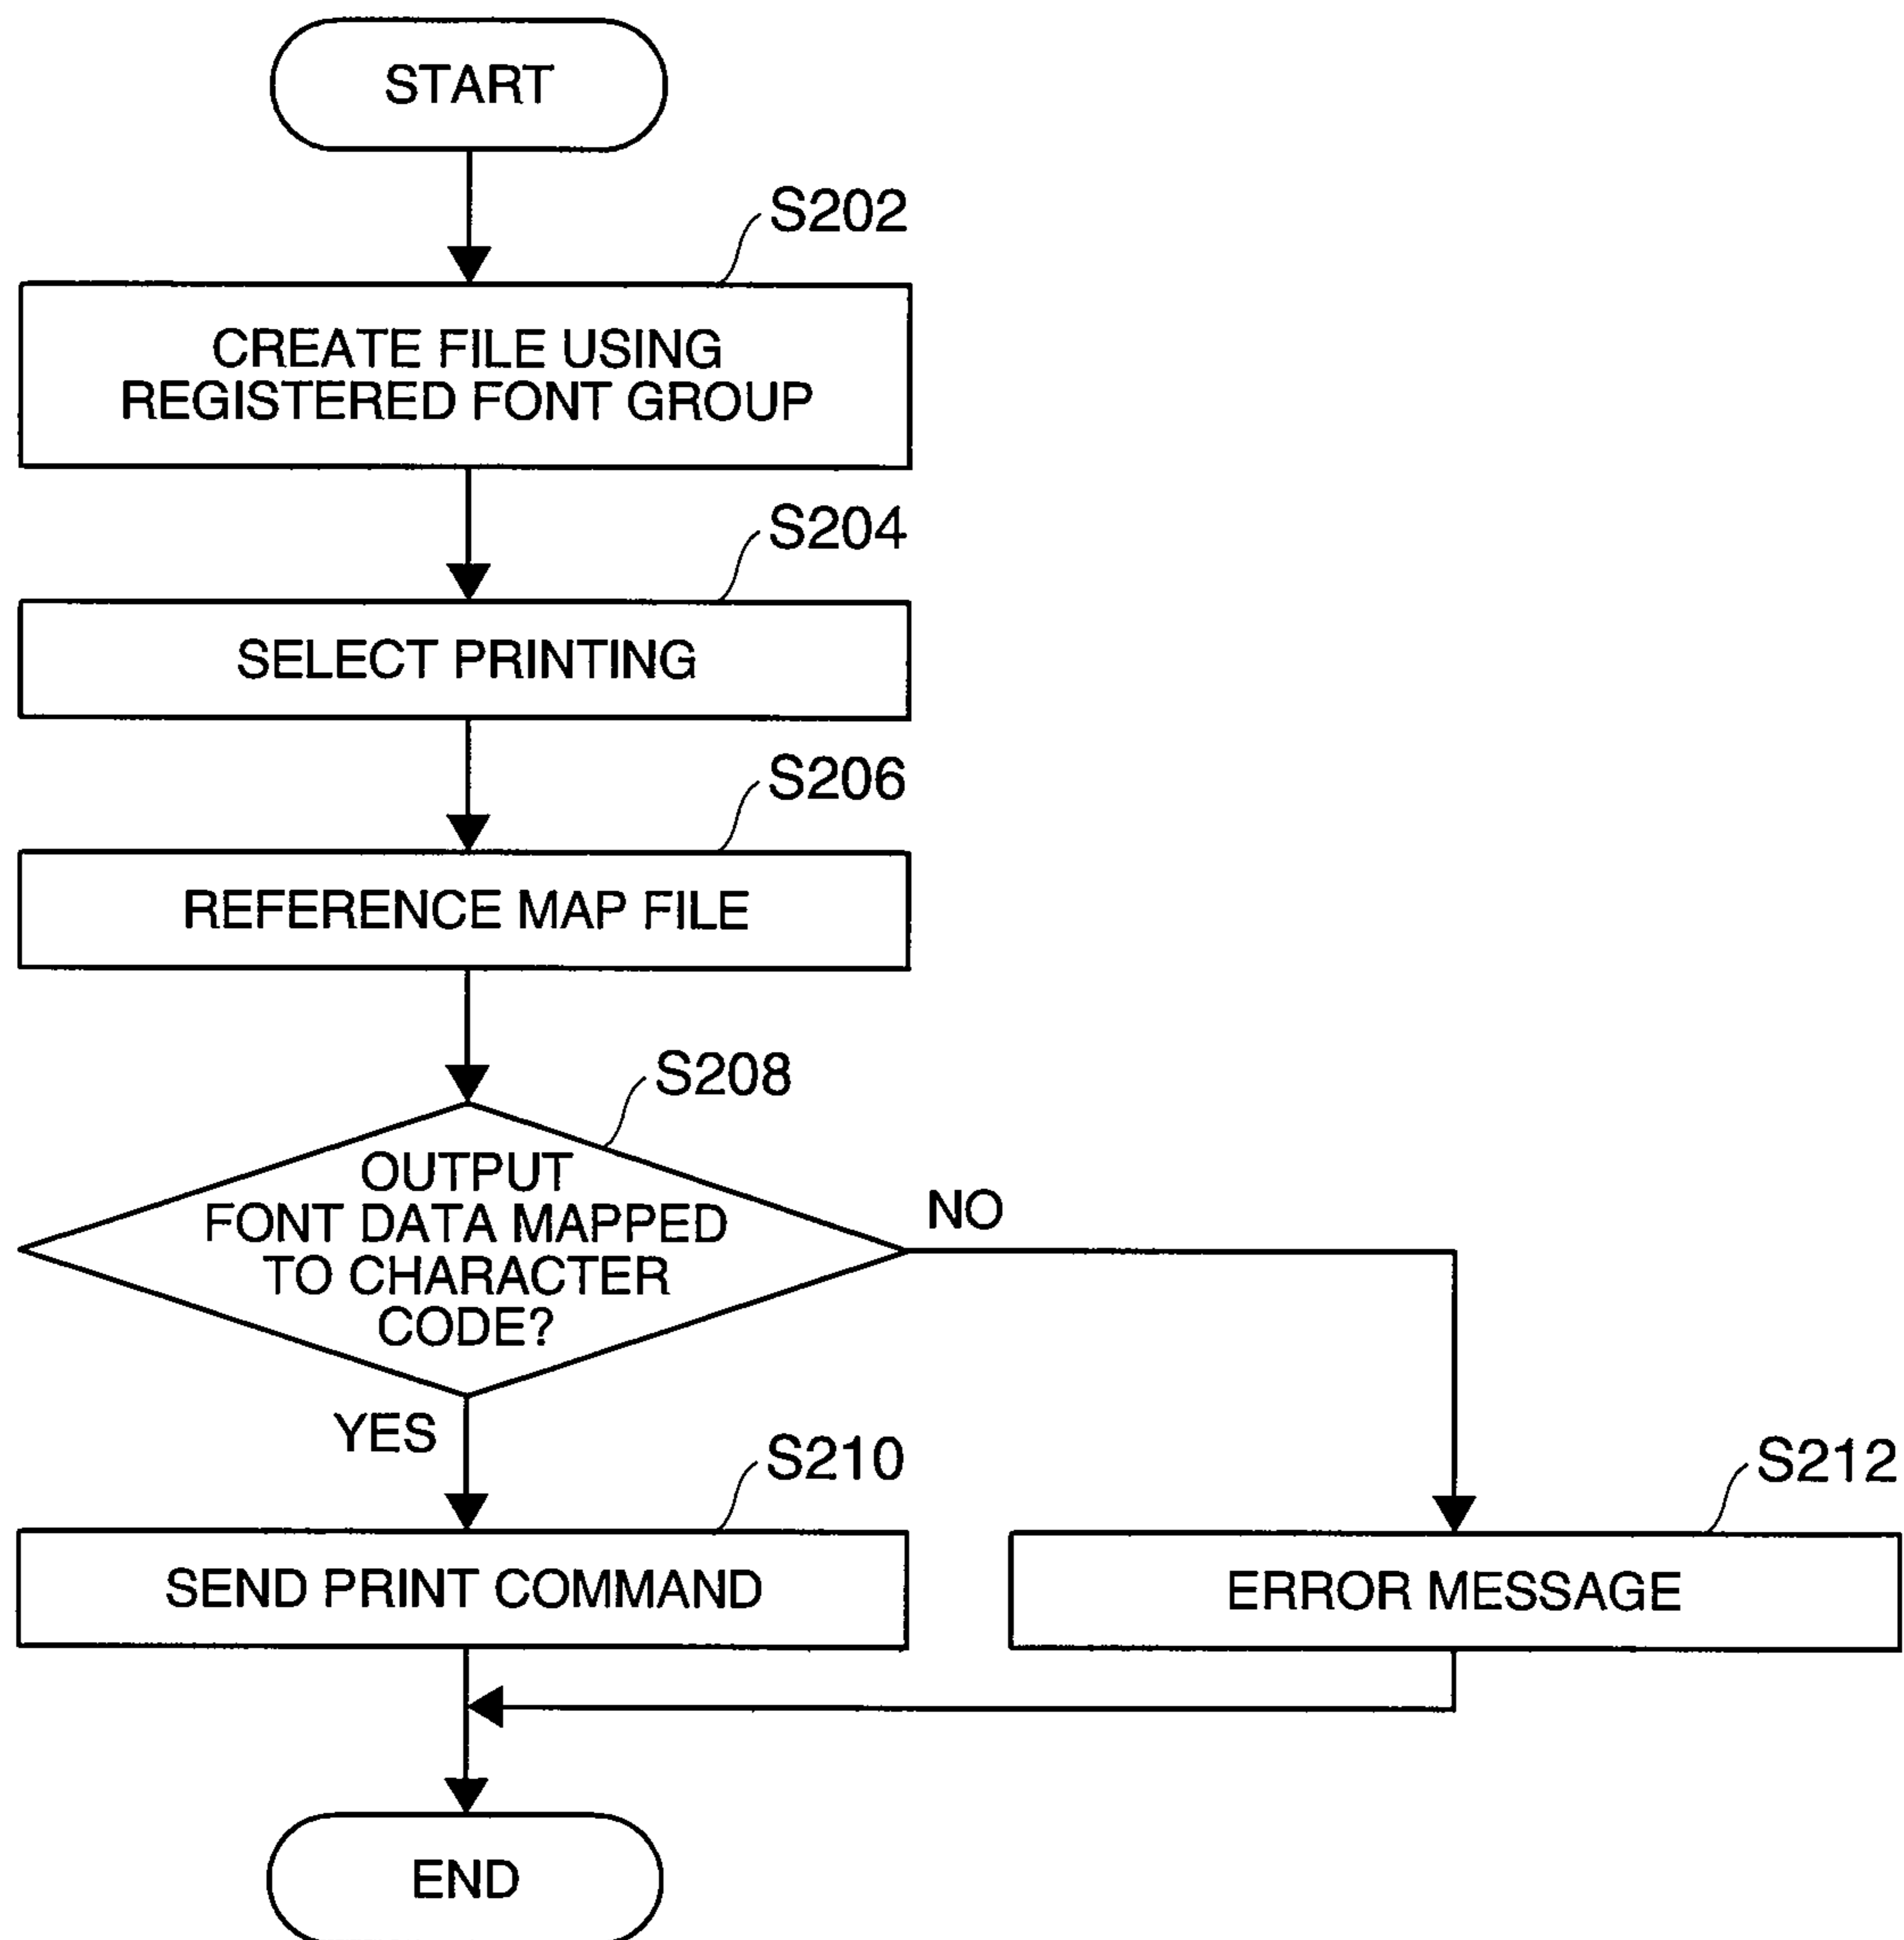 START
S202
CREATE FILE USING
REGISTERED FONT GROUP
S204
SELECT PRINTING
S206
REFERENCE MAP FILE
S208
OUTPUT
FONT DATA MAPPED
TO CHARACTER
CODE?
NO
YES
S210
SEND PRINT COMMAND
S212
ERROR MESSAGE
END